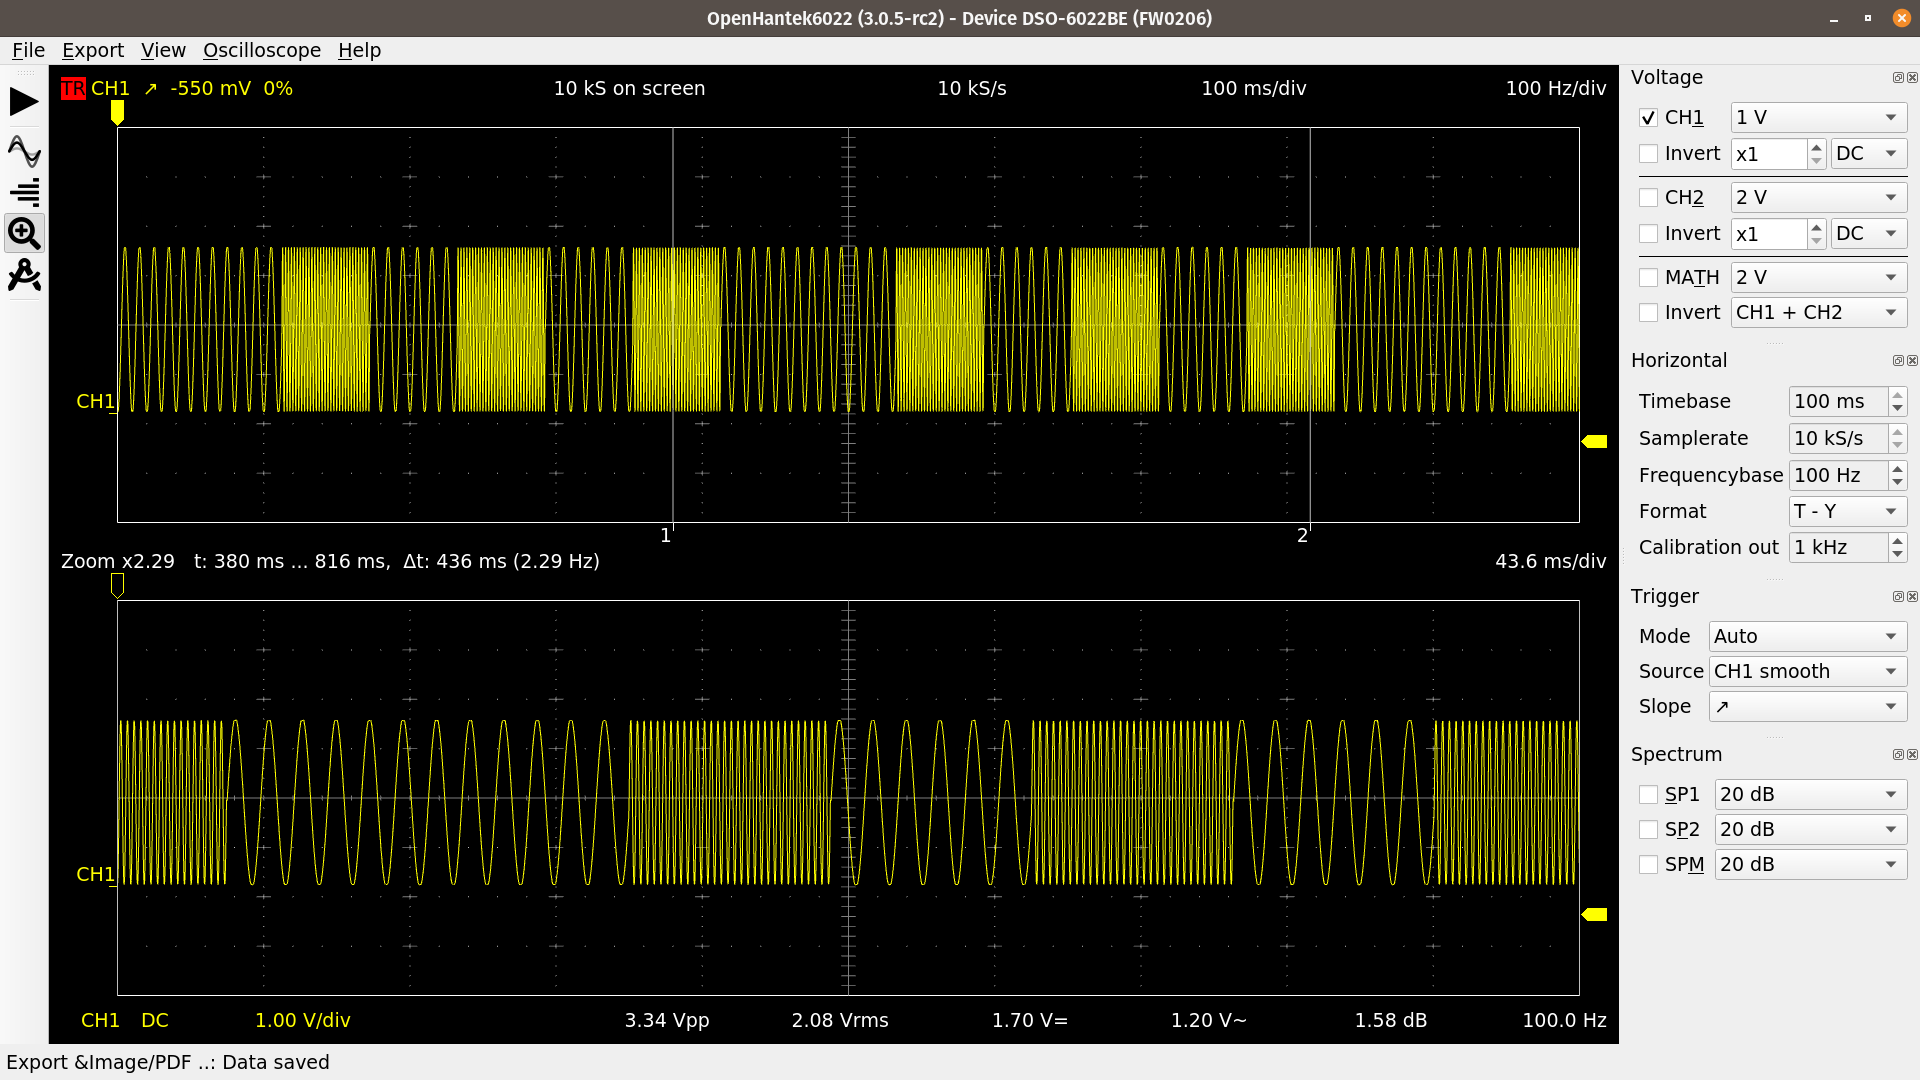 OpenHantek6022 (3.0.5-rc2) - Device DSO-6022BE (FW0206)
File Export View Oscilloscope Help
TR CH1 ↗ -550 mV 0% 10 kS on screen 10 kS/s 100 ms/div 100 Hz/div
CH1
1 2
Zoom x2.29 t: 380 ms ... 816 ms, Δt: 436 ms (2.29 Hz) 43.6 ms/div
CH1
CH1 DC 1.00 V/div 3.34 Vpp 2.08 Vrms 1.70 V= 1.20 V~ 1.58 dB 100.0 Hz
Voltage
CH1 1 V
Invert x1 DC
CH2 2 V
Invert x1 DC
MATH 2 V
Invert CH1 + CH2
Horizontal
Timebase 100 ms
Samplerate 10 kS/s
Frequencybase 100 Hz
Format T - Y
Calibration out 1 kHz
Trigger
Mode Auto
Source CH1 smooth
Slope ↗
Spectrum
SP1 20 dB
SP2 20 dB
SPM 20 dB
Export &Image/PDF ..: Data saved